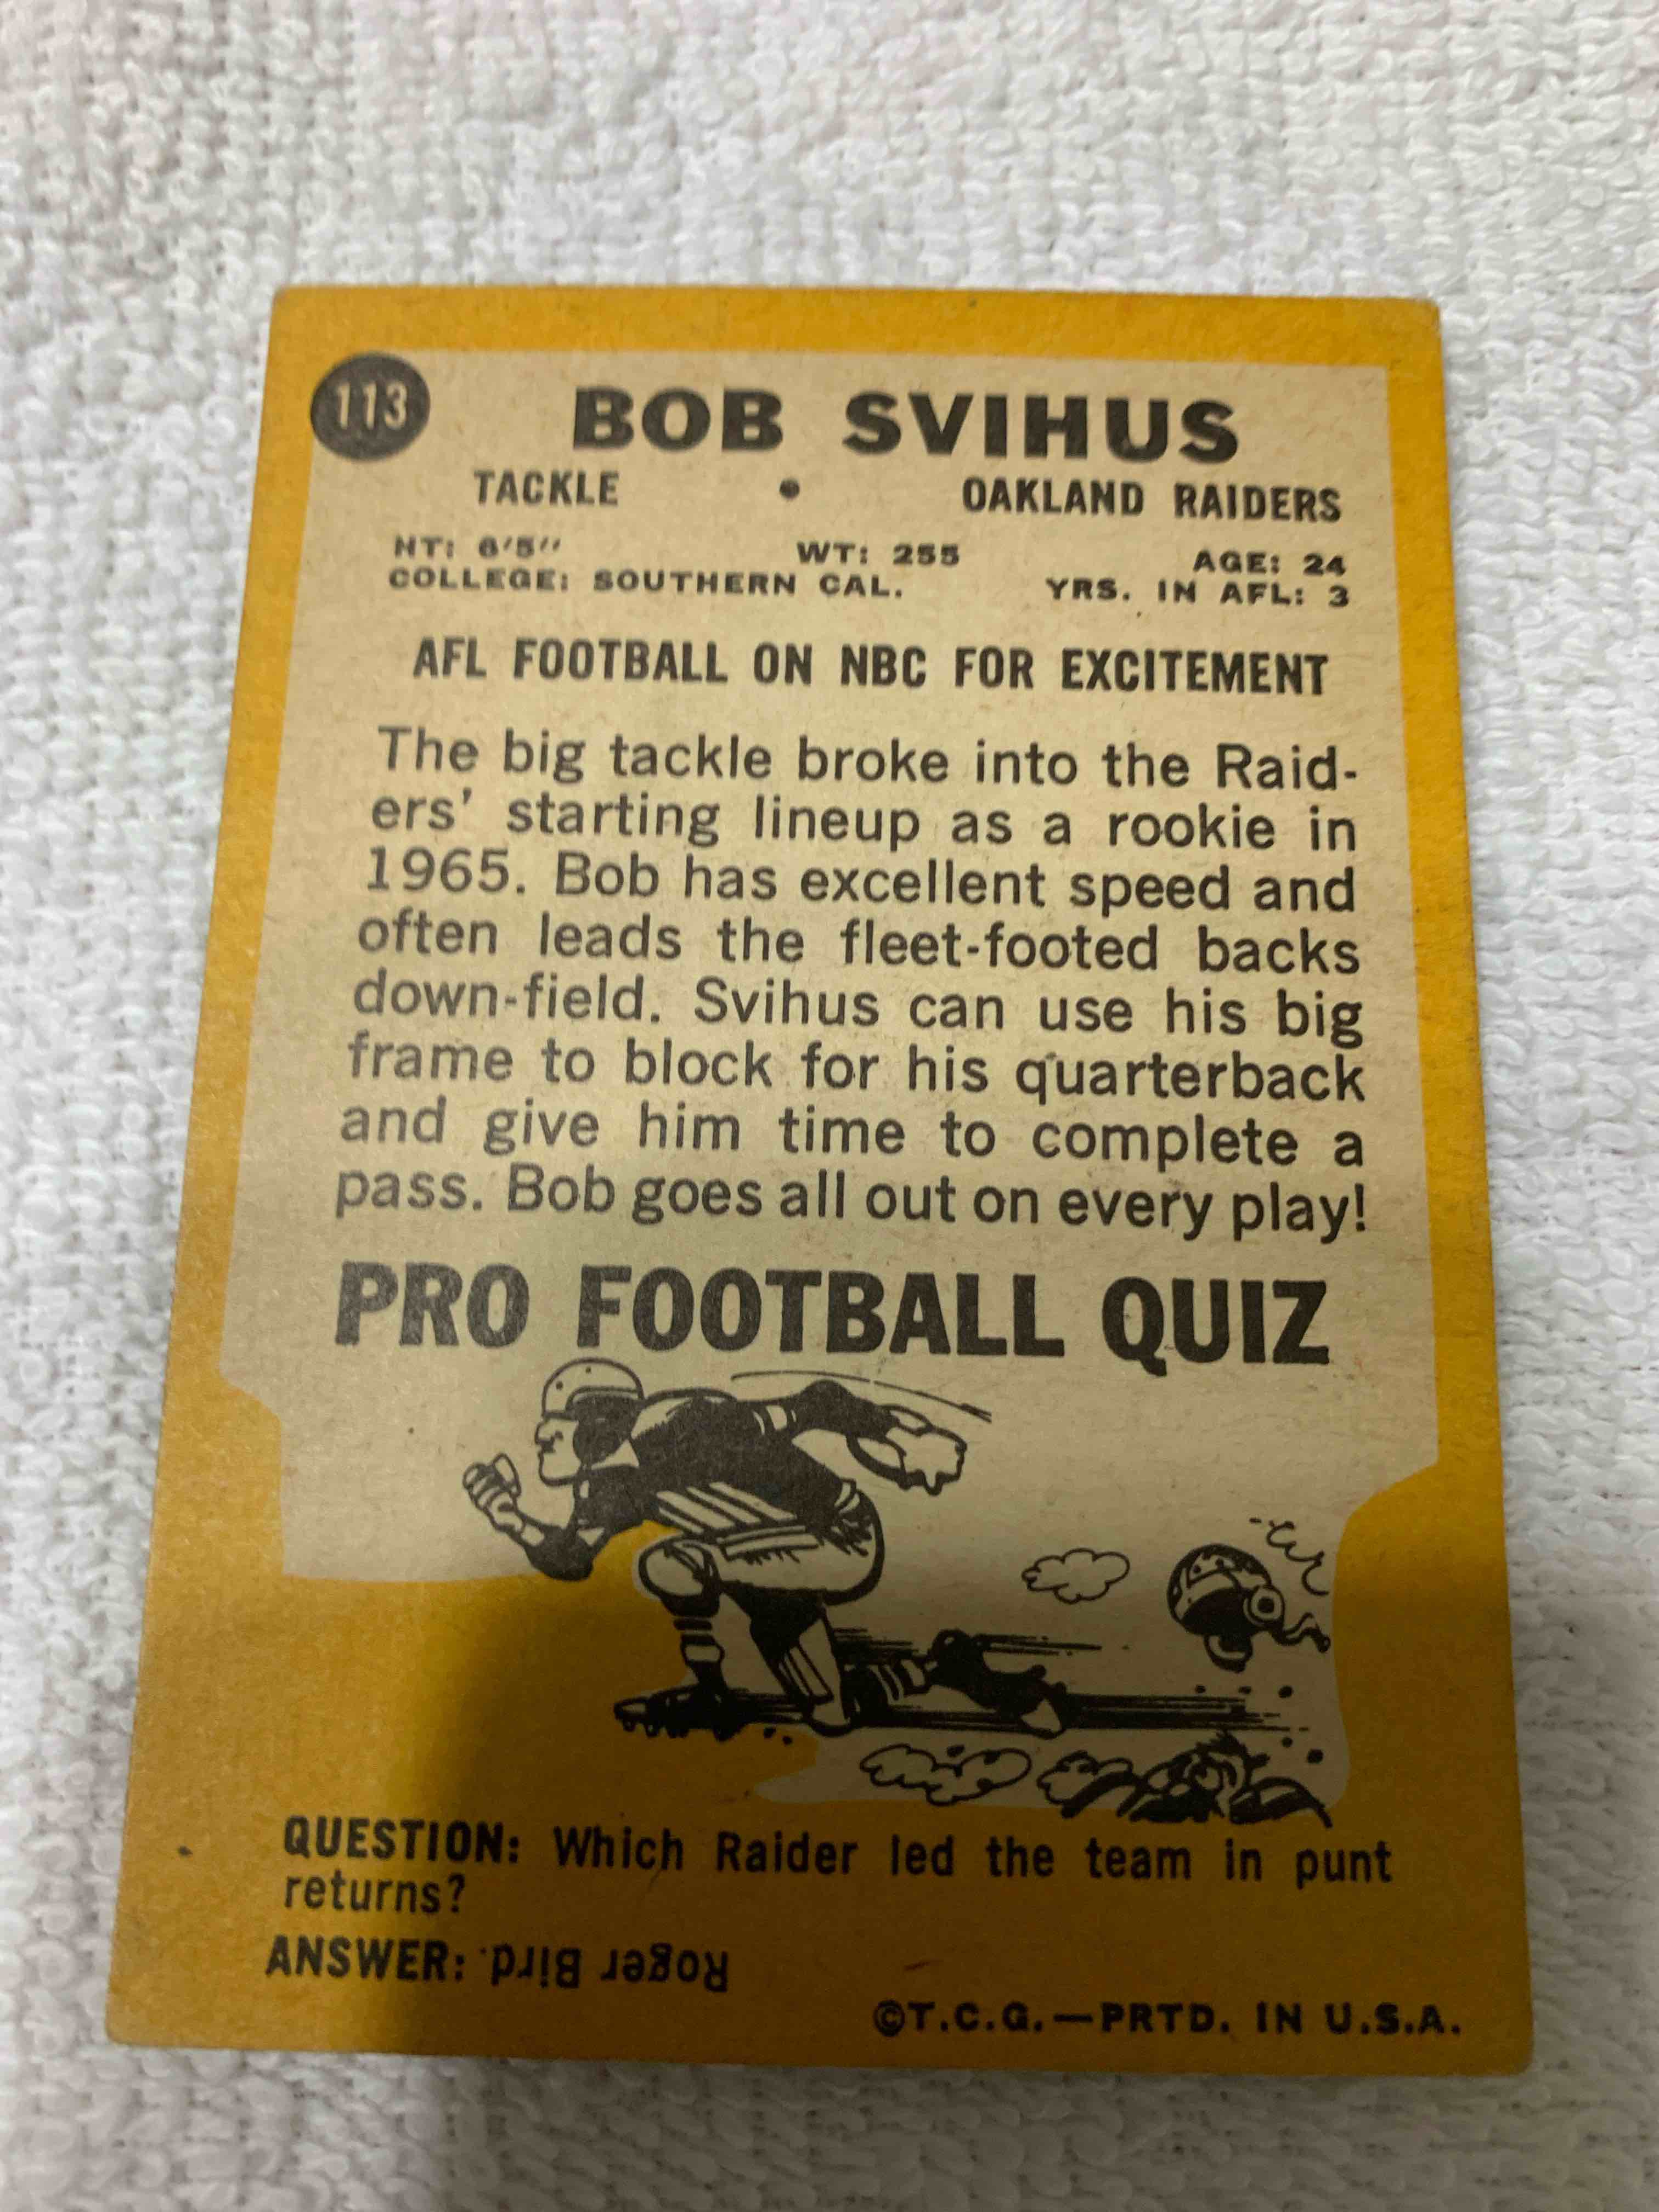 113
BOB SVIHUS
TACKLE • OAKLAND RAIDERS
HT: 6'5" WT: 255 AGE: 24
COLLEGE: SOUTHERN CAL. YRS. IN AFL: 3
AFL FOOTBALL ON NBC FOR EXCITEMENT
The big tackle broke into the Raid-
ers' starting lineup as a rookie in
1965. Bob has excellent speed and
often leads the fleet-footed backs
down-field. Svihus can use his big
frame to block for his quarterback
and give him time to complete a
pass. Bob goes all out on every play!
PRO FOOTBALL QUIZ
QUESTION: Which Raider led the team in punt
returns?
ANSWER: Roger Bird.
©T.C.G.—PRTD. IN U.S.A.